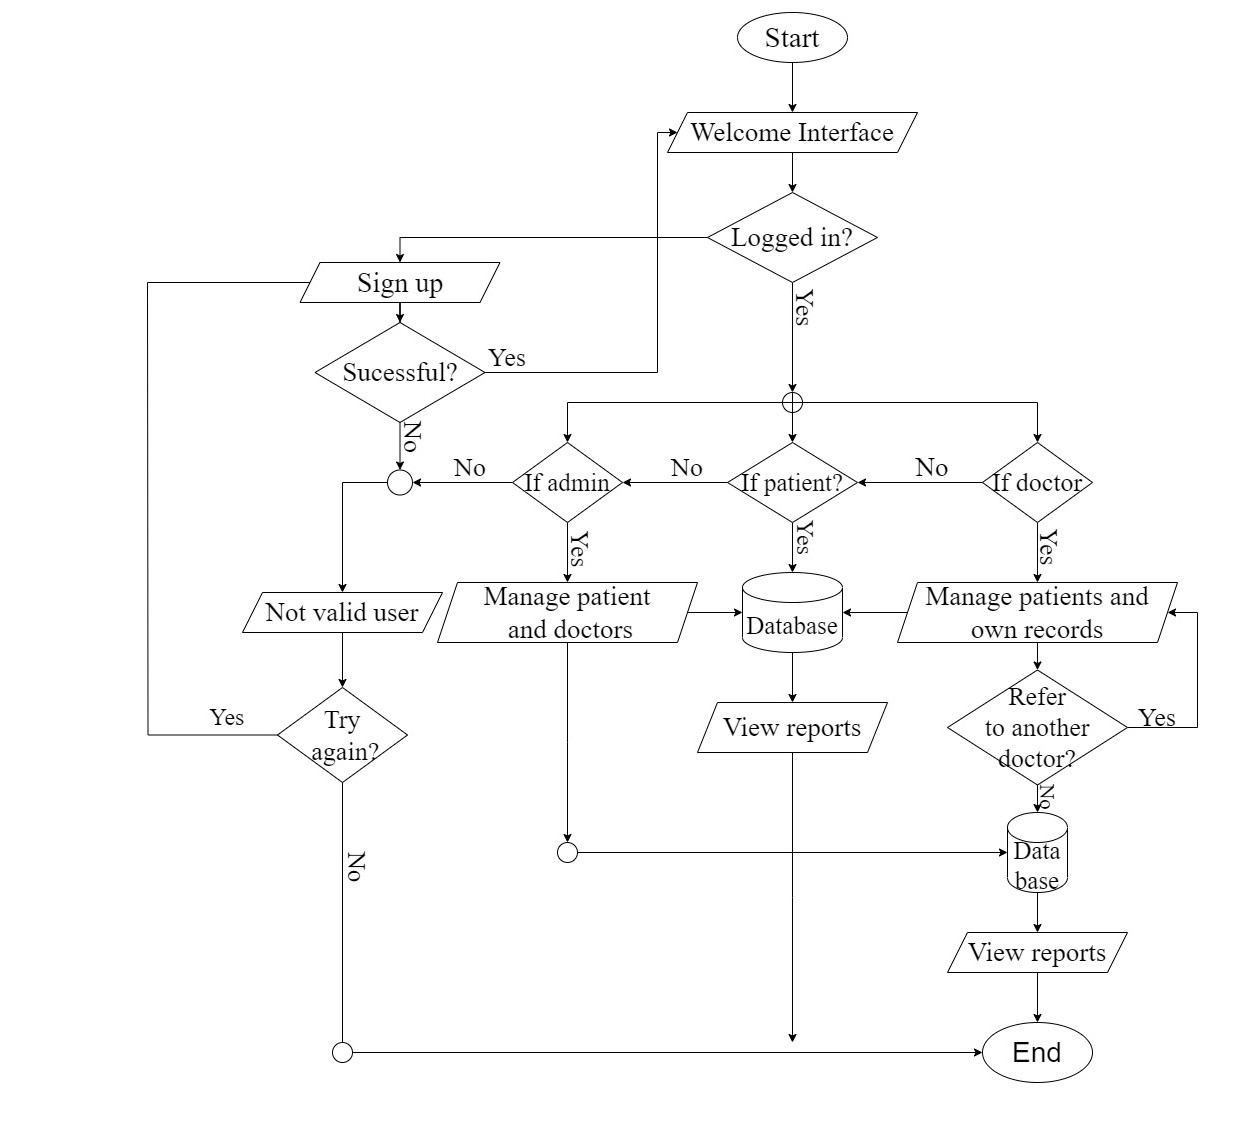 Start
Welcome Interface
Logged in?
Sign up
Yes
Sucessful?
Yes
No
No
No
No
If admin
If patient?
If doctor
Yes
Yes
Yes
Not valid user
Manage patient
and doctors
Database
Manage patients and
own records
View reports
Refer
to another
doctor?
Yes
Yes
Try
again?
No
No
Data
base
View reports
End